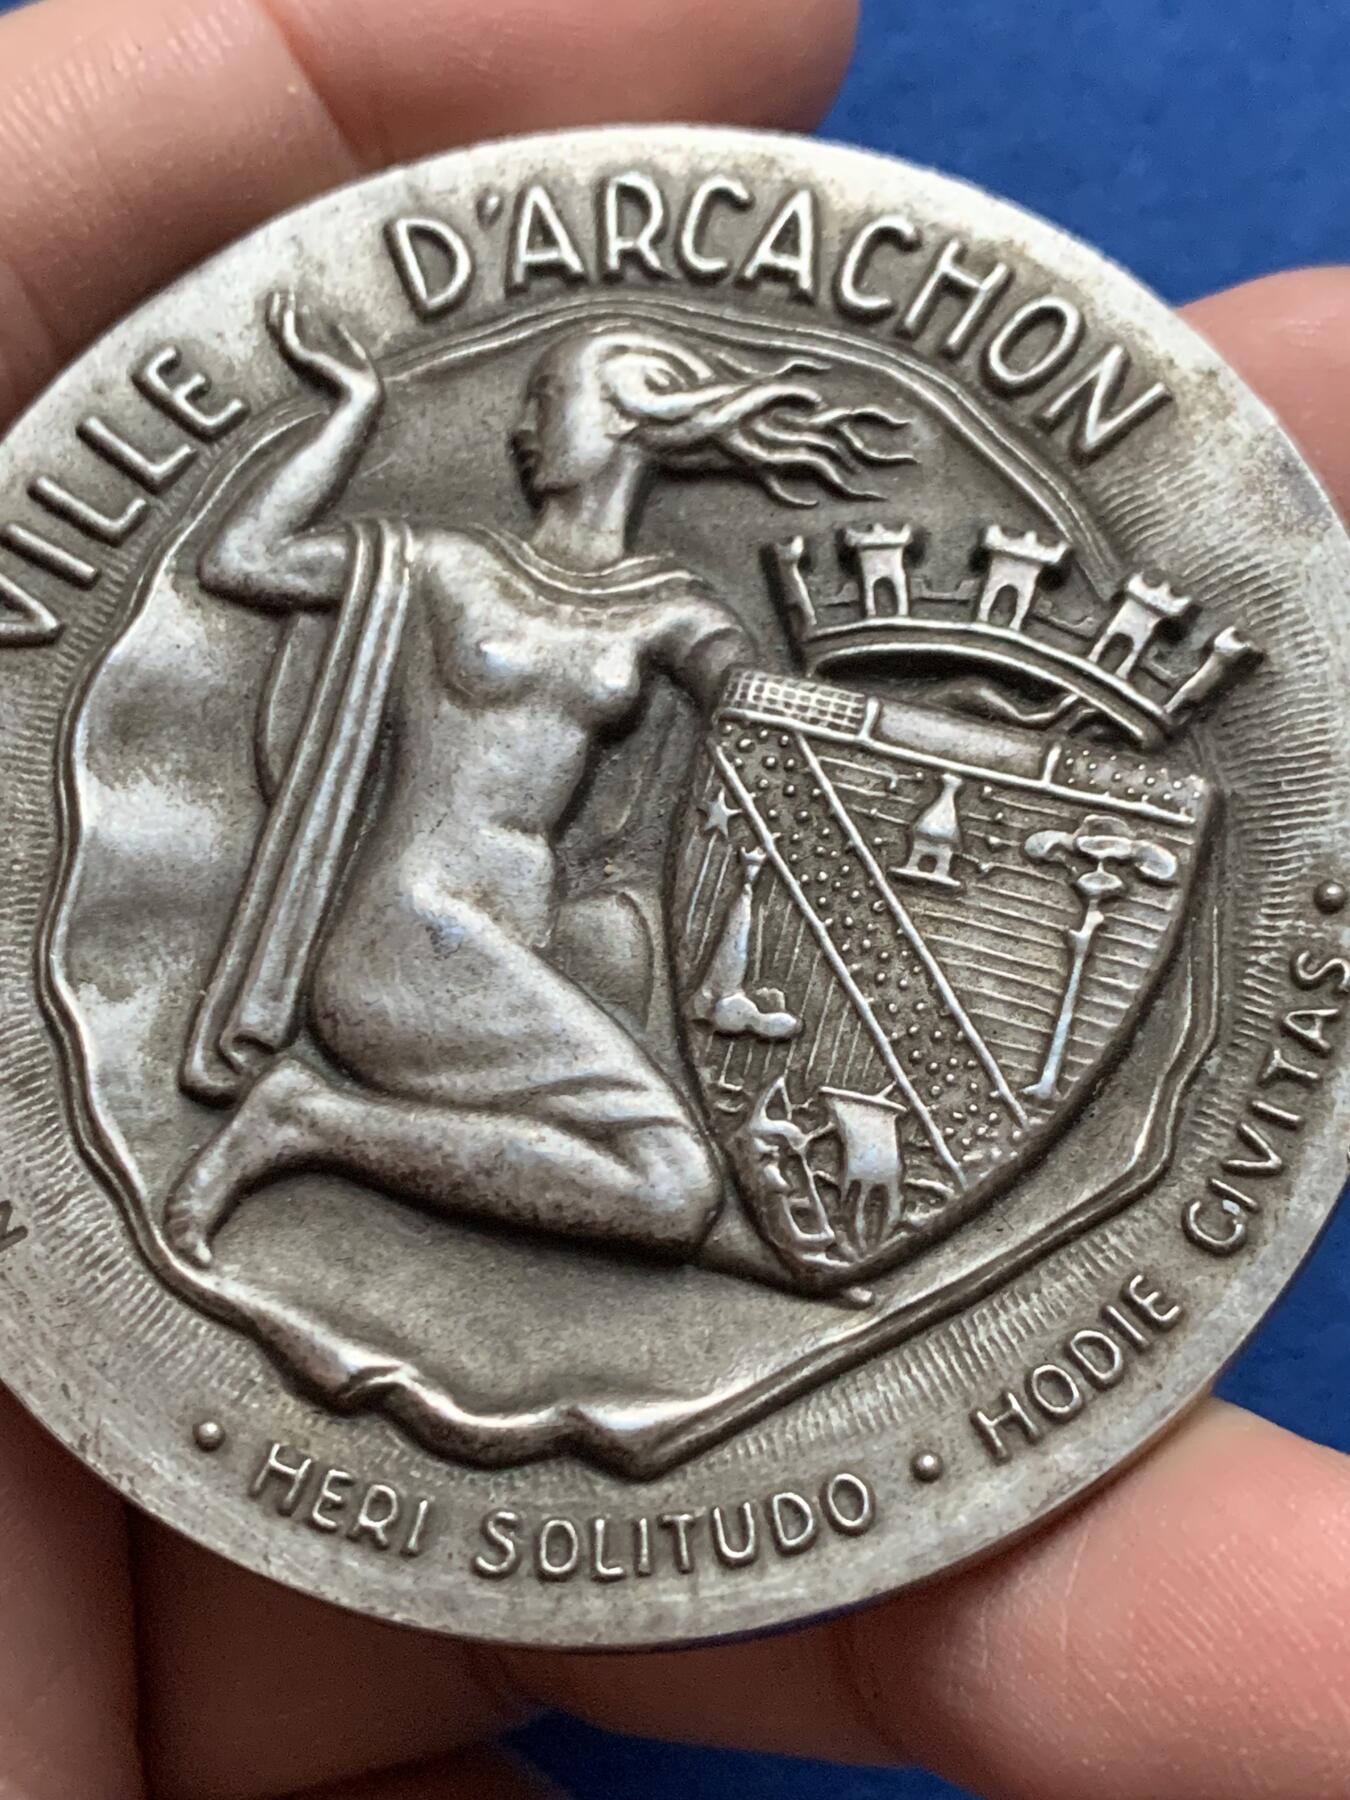 VILLE D'ARCACHON
• HERI SOLITUDO • HODIE CIVITAS •